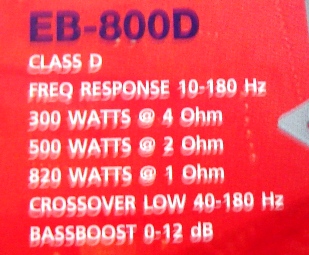 EB-800D
CLASS D
FREQ RESPONSE 10-180 Hz
300 WATTS @ 4 Ohm
500 WATTS @ 2 Ohm
820 WATTS @ 1 Ohm
CROSSOVER LOW 40-180 Hz
BASSBOOST 0-12 dB